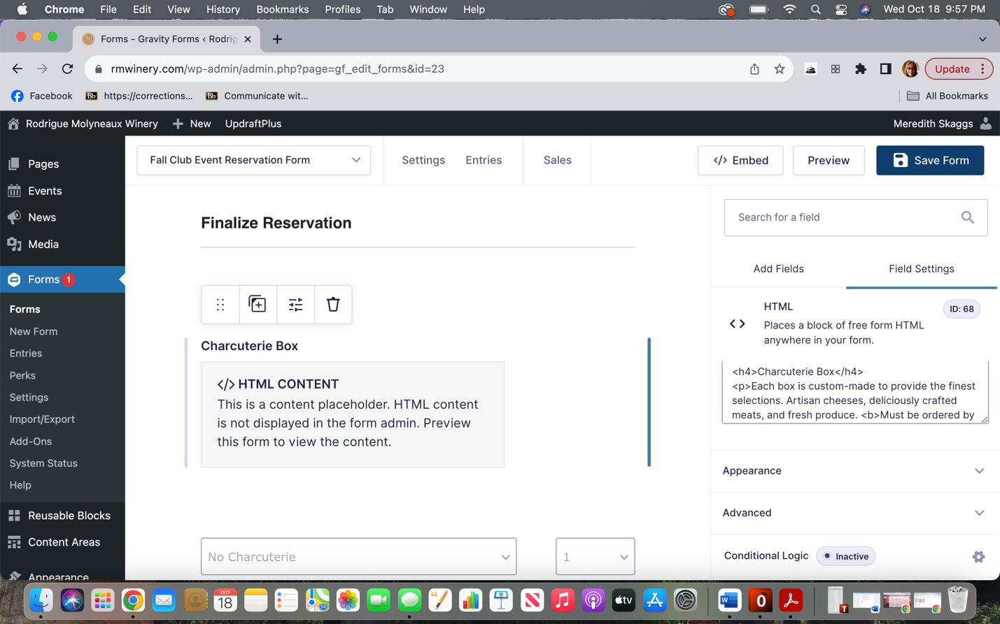 Chrome File Edit View History Bookmarks Profiles Tab Window Help Wed Oct 18 9:57 PM
Forms - Gravity Forms ‹ Rodrig
rmwinery.com/wp-admin/admin.php?page=gf_edit_forms&id=23 Update
Facebook Bb https://corrections... Bb Communicate wit... All Bookmarks
Rodrigue Molyneaux Winery New UpdraftPlus Meredith Skaggs
Pages
Events
News
Media
Forms 1
Forms
New Form
Entries
Perks
Settings
Import/Export
Add-Ons
System Status
Help
Reusable Blocks
Content Areas
Appearance
Fall Club Event Reservation Form Settings Entries Sales </> Embed Preview Save Form
Finalize Reservation
Charcuterie Box
</> HTML CONTENT
This is a content placeholder. HTML content
is not displayed in the form admin. Preview
this form to view the content.
No Charcuterie 1
Search for a field
Add Fields Field Settings
HTML ID: 68
Places a block of free form HTML
anywhere in your form.
<h4>Charcuterie Box</h4>
<p>Each box is custom-made to provide the finest
selections. Artisan cheeses, deliciously crafted
meats, and fresh produce. <b>Must be ordered by
Appearance
Advanced
Conditional Logic Inactive
OCT
18
tv
W
O
T